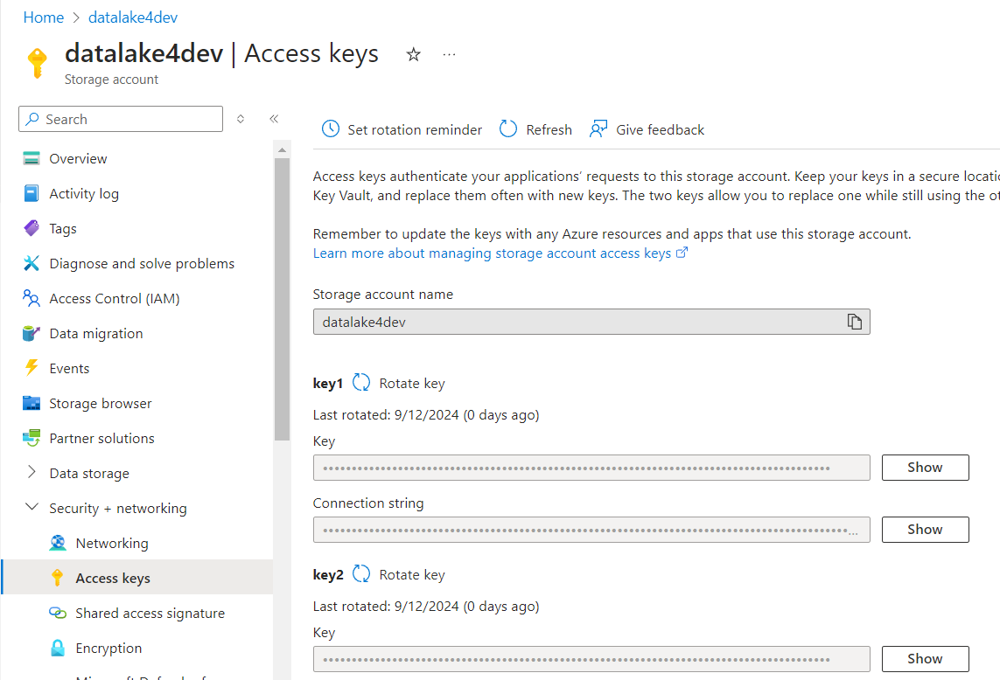 Home > datalake4dev
datalake4dev | Access keys
Storage account
Search
Overview
Activity log
Tags
Diagnose and solve problems
Access Control (IAM)
Data migration
Events
Storage browser
Partner solutions
Data storage
Security + networking
Networking
Access keys
Shared access signature
Encryption
Set rotation reminder
Refresh
Give feedback
Access keys authenticate your applications' requests to this storage account. Keep your keys in a secure
Key Vault, and replace them often with new keys. The two keys allow you to replace one while still using the
Remember to update the keys with any Azure resources and apps that use this storage account.
Learn more about managing storage account access keys
Storage account name
datalake4dev
key1 Rotate key
Last rotated: 9/12/2024 (0 days ago)
Key
Show
Connection string
Show
key2 Rotate key
Last rotated: 9/12/2024 (0 days ago)
Key
Show